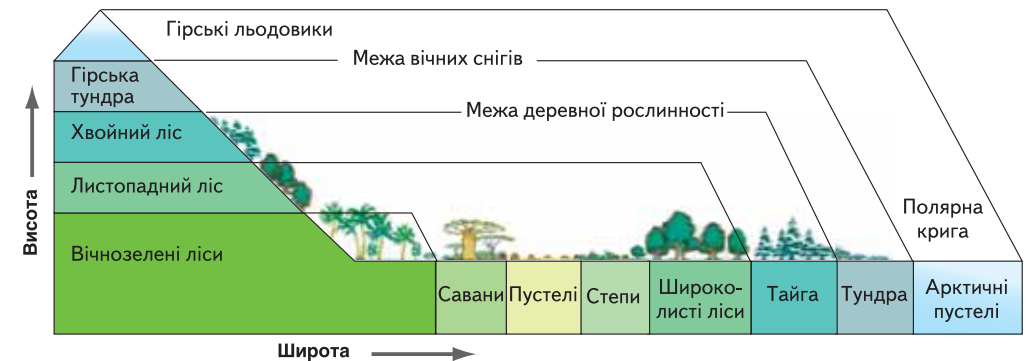 Гірські льодовики
Межа вічних снігів
Гірська
тундра
Межа деревної рослинності
Хвойний ліс
Листопадний ліс
Вічнозелені ліси
Висота
Полярна
крига
Савани
Пустелі
Степи
Широко-
листі ліси
Тайга
Тундра
Арктичні
пустелі
Широта